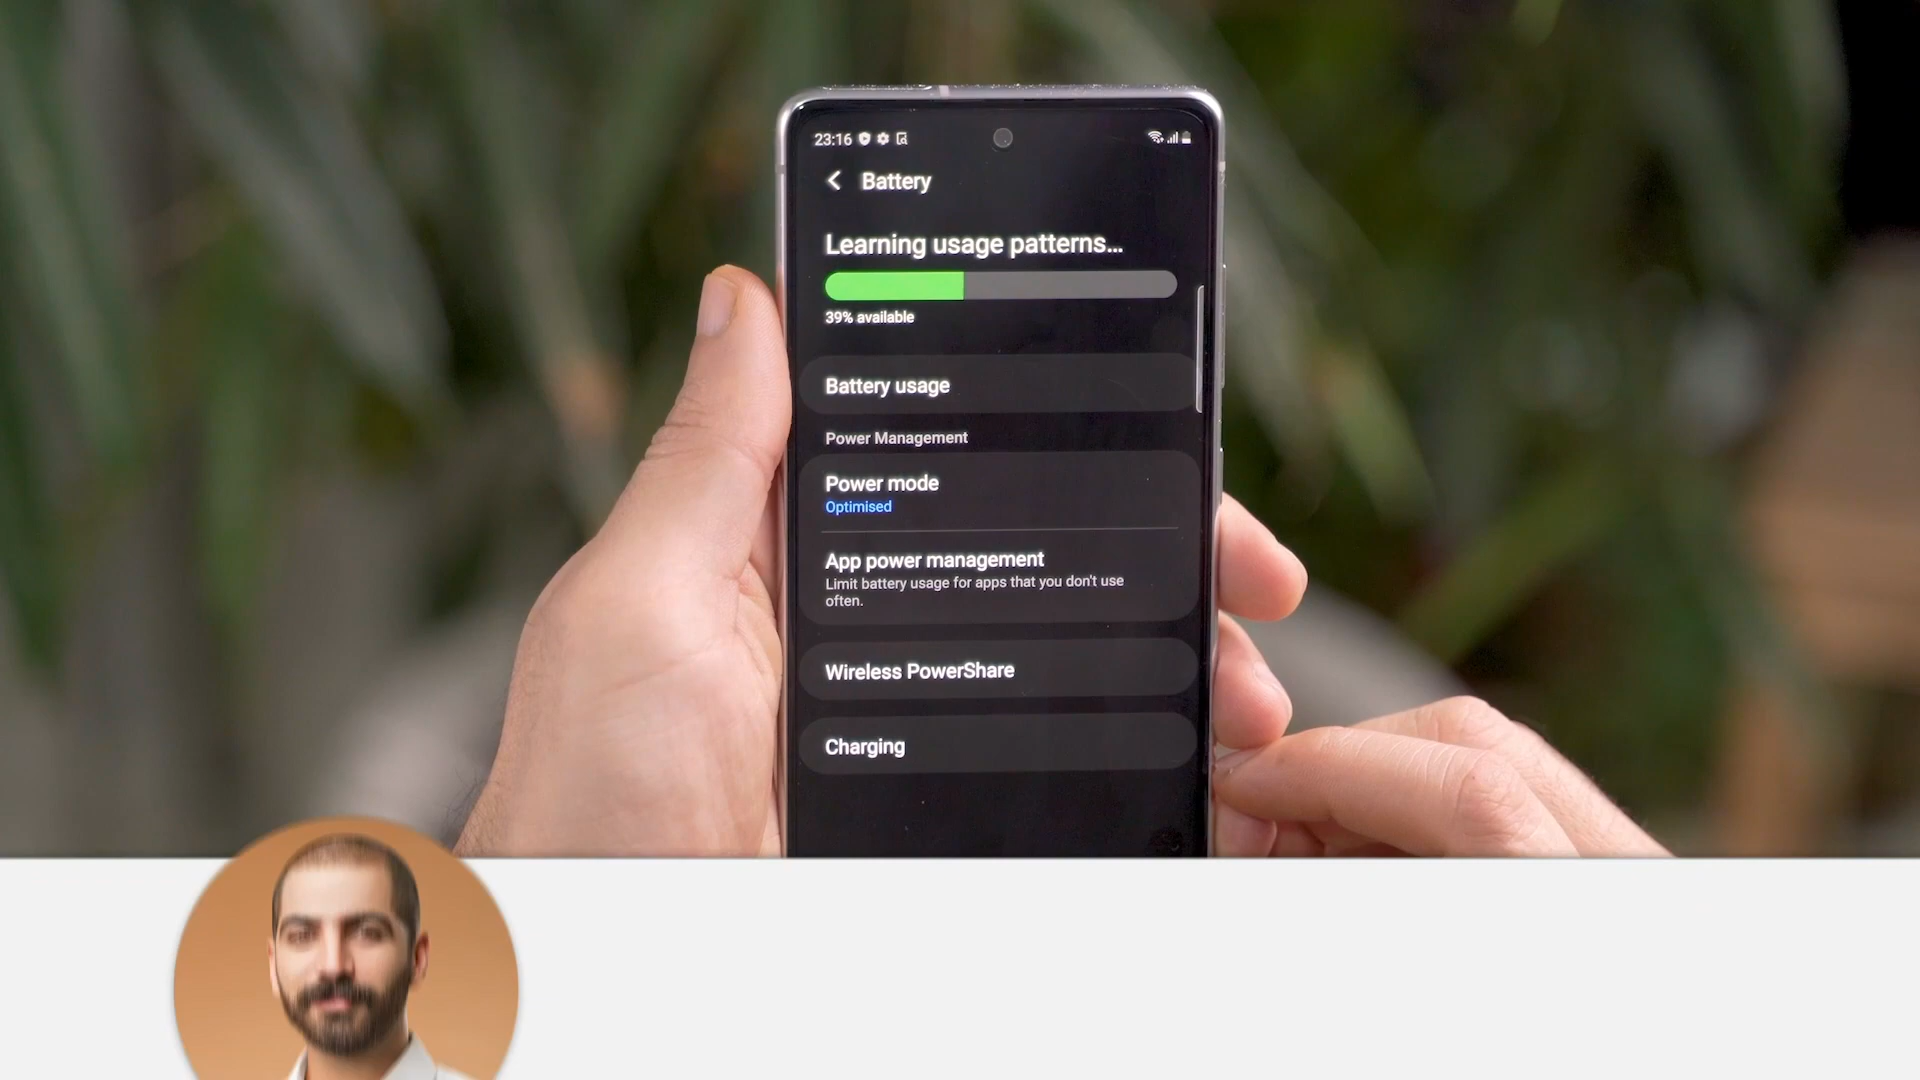 23:16
Battery
Learning usage patterns...
39% available
Battery usage
Power Management
Power mode
Optimised
App power management
Limit battery usage for apps that you don't use
often.
Wireless PowerShare
Charging